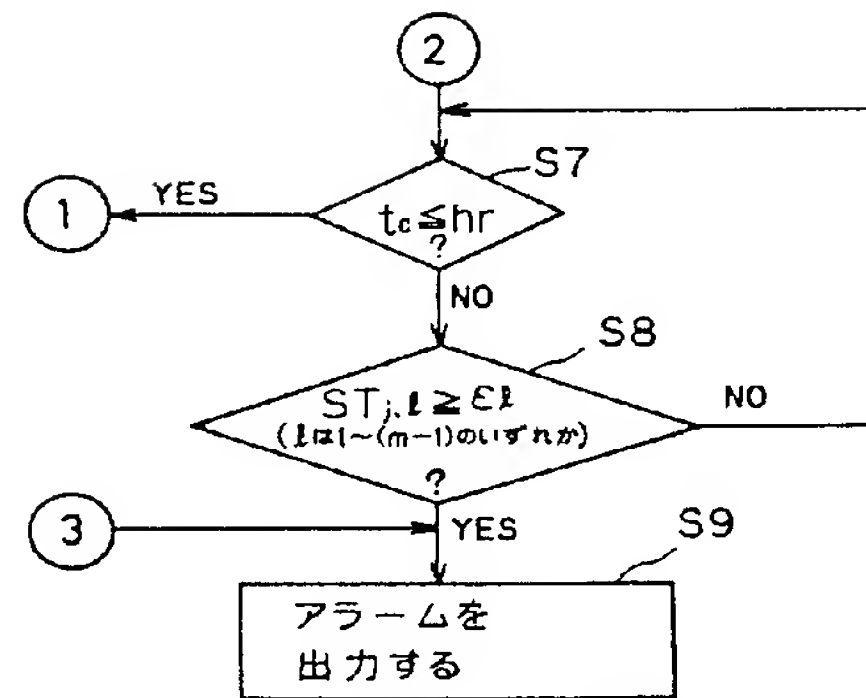 2
S7
YES
1
tc≦hr
?
NO
S8
STj,ℓ≧εℓ
NO
(ℓは1~(m-1)のいずれか)
?
3
YES
S9
アラームを
出力する